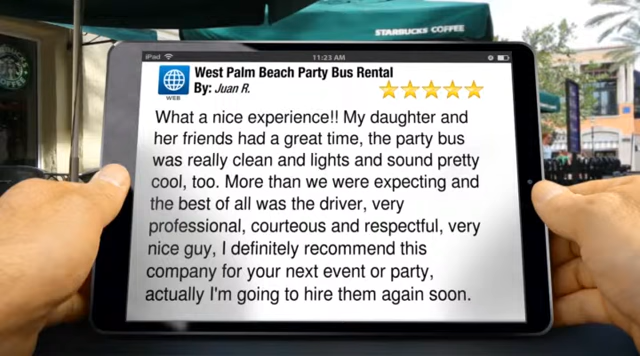 STARBUCKS COFFEE
iPad
11:23 AM
West Palm Beach Party Bus Rental
By: Juan R.
WEB
What a nice experience!! My daughter and
her friends had a great time, the party bus
was really clean and lights and sound pretty
cool, too. More than we were expecting and
the best of all was the driver, very
professional, courteous and respectful, very
nice guy, I definitely recommend this
company for your next event or party,
actually I'm going to hire them again soon.